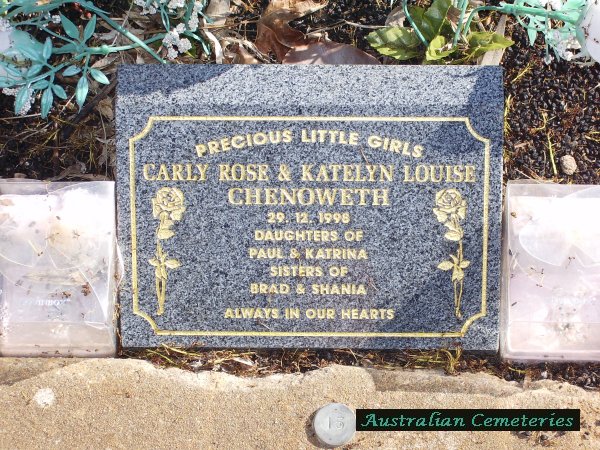 PRECIOUS LITTLE GIRLS
CARLY ROSE & KATELYN LOUISE
CHENOWETH
29. 12. 1998
DAUGHTERS OF
PAUL & KATRINA
SISTERS OF
BRAD & SHANIA
ALWAYS IN OUR HEARTS
13
Australian Cemeteries